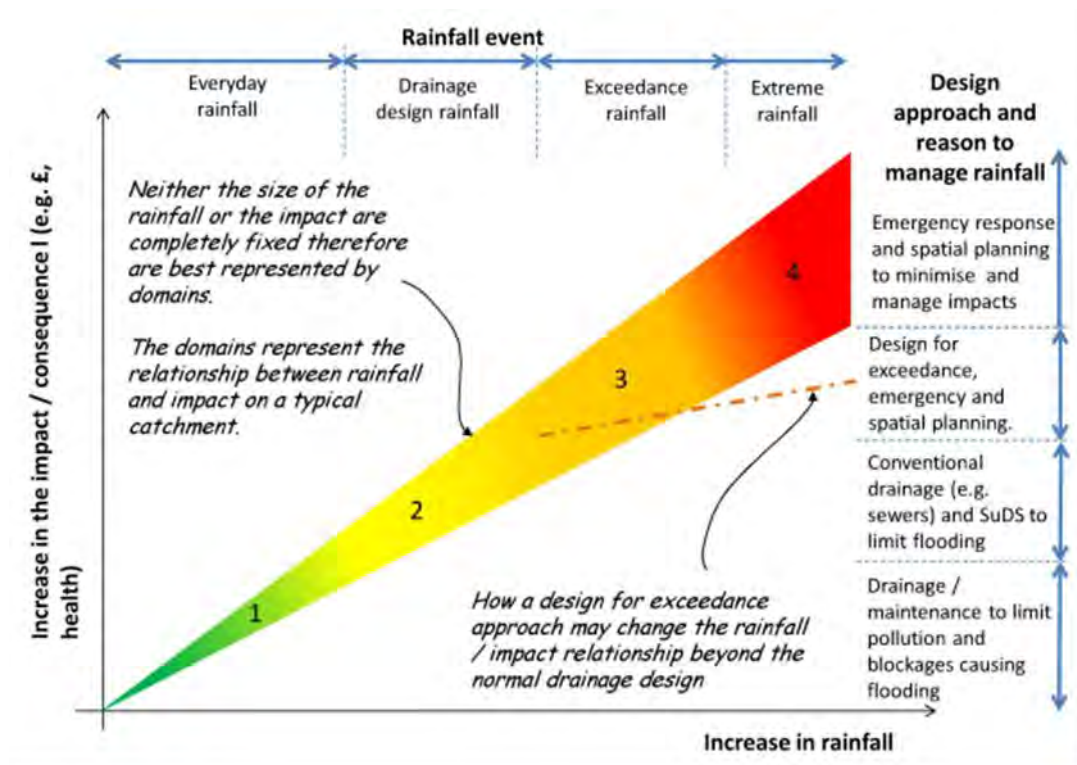 Rainfall event
Everyday
rainfall
Drainage
design rainfall
Exceedance
rainfall
Extreme
rainfall
Design
approach and
reason to
manage rainfall
Increase in the impact / consequence I (e.g. £,
health)
Neither the size of the
rainfall or the impact are
completely fixed therefore
are best represented by
domains.
The domains represent the
relationship between rainfall
and impact on a typical
catchment.
1
2
3
4
Emergency response
and spatial planning
to minimise and
manage impacts
Design for
exceedance,
emergency and
spatial planning.
Conventional
drainage (e.g.
sewers) and SuDS to
limit flooding
Drainage /
maintenance to limit
pollution and
blockages causing
flooding
How a design for exceedance
approach may change the rainfall
/ impact relationship beyond the
normal drainage design
Increase in rainfall